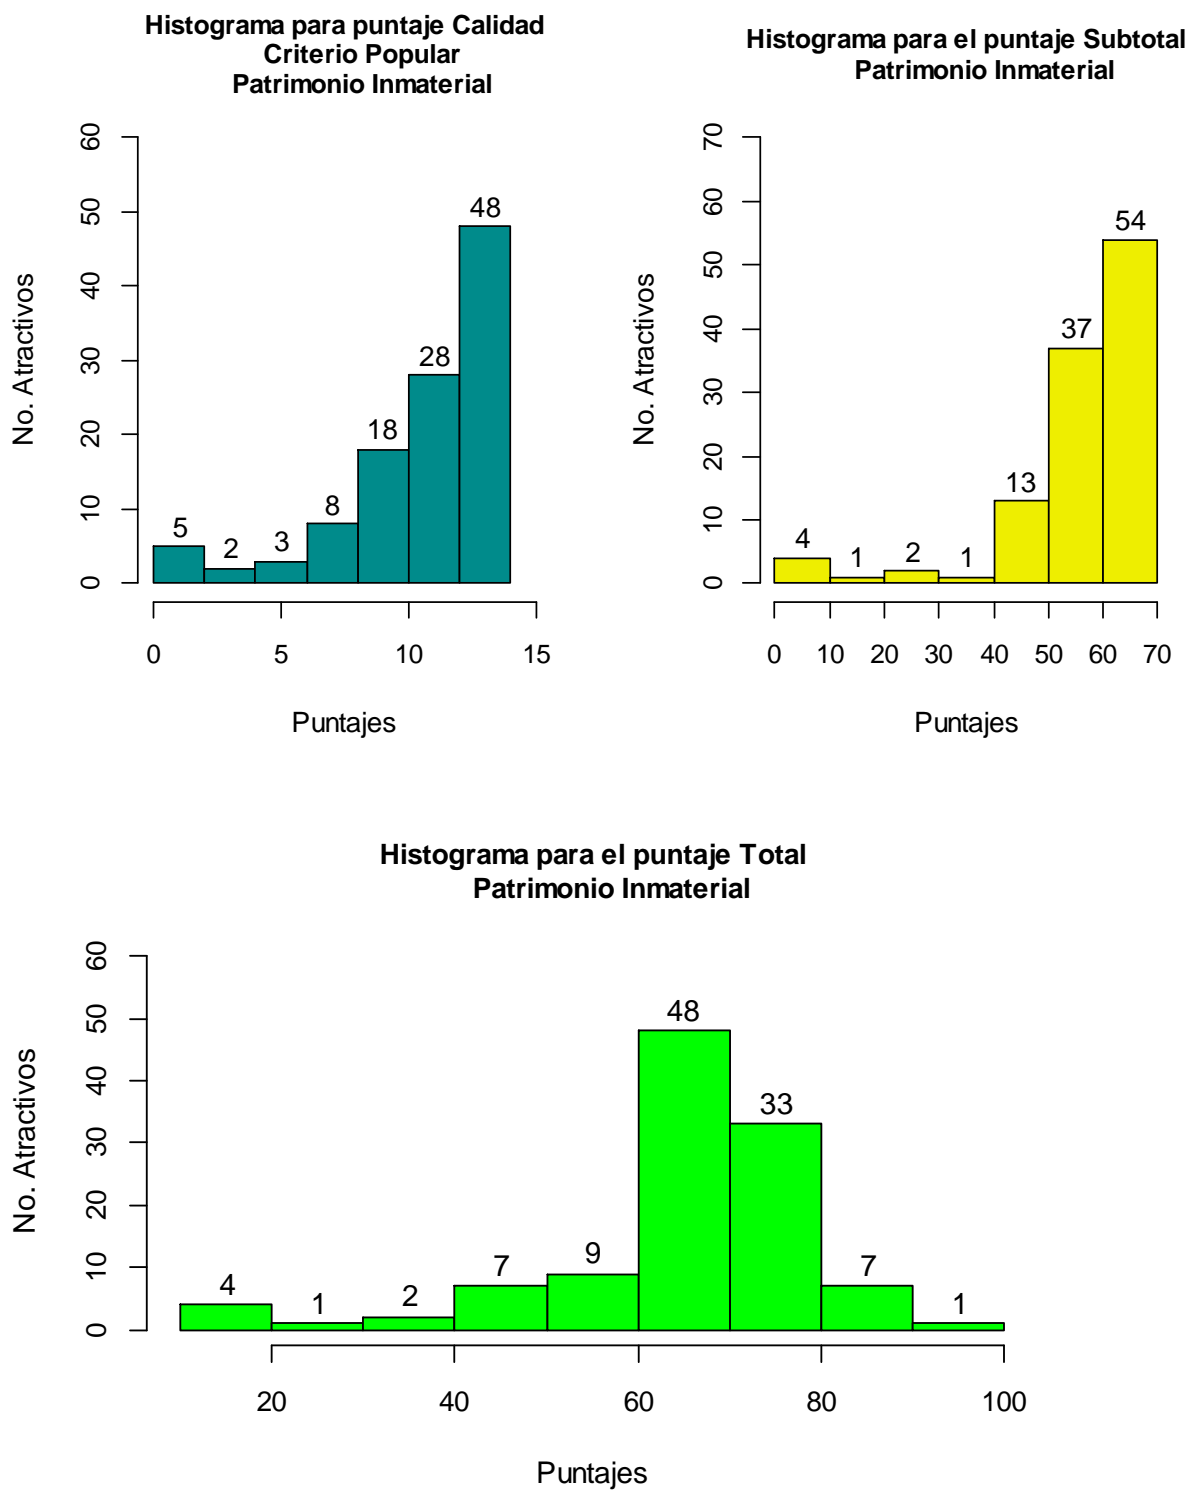 Histograma para puntaje Calidad
Criterio Popular
Patrimonio Inmaterial
No. Atractivos
60
50
40
30
20
10
0
5
2
3
8
18
28
48
0 5 10 15
Puntajes
Histograma para el puntaje Subtotal
Patrimonio Inmaterial
No. Atractivos
70
60
50
40
30
20
10
0
4
1
2
1
13
37
54
0 10 20 30 40 50 60 70
Puntajes
Histograma para el puntaje Total
Patrimonio Inmaterial
No. Atractivos
60
50
40
30
20
10
0
4
1
2
7
9
48
33
7
1
20 40 60 80 100
Puntajes